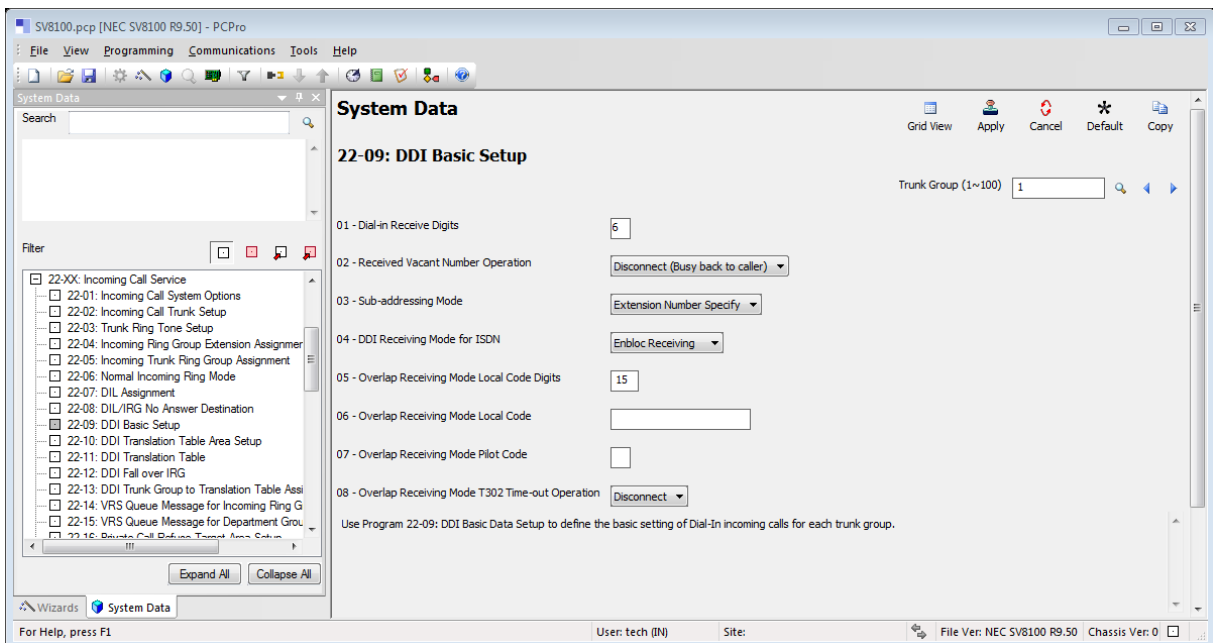 SV8100.pcp [NEC SV8100 R9.50] - PCPro
File View Programming Communications Tools Help
System Data
Search
Filter
22-XX: Incoming Call Service
22-01: Incoming Call System Options
22-02: Incoming Call Trunk Setup
22-03: Trunk Ring Tone Setup
22-04: Incoming Ring Group Extension Assignmer
22-05: Incoming Trunk Ring Group Assignment
22-06: Normal Incoming Ring Mode
22-07: DIL Assignment
22-08: DIL/IRG No Answer Destination
22-09: DDI Basic Setup
22-10: DDI Translation Table Area Setup
22-11: DDI Translation Table
22-12: DDI Fall over IRG
22-13: DDI Trunk Group to Translation Table Assi
22-14: VRS Queue Message for Incoming Ring G
22-15: VRS Queue Message for Department Grou
22-16: Private Call Refuse Target Area Setup
Expand All Collapse All
Wizards System Data
System Data
Grid View Apply Cancel Default Copy
22-09: DDI Basic Setup
Trunk Group (1~100) 1
01 - Dial-in Receive Digits 6
02 - Received Vacant Number Operation Disconnect (Busy back to caller)
03 - Sub-addressing Mode Extension Number Specify
04 - DDI Receiving Mode for ISDN Enbloc Receiving
05 - Overlap Receiving Mode Local Code Digits 15
06 - Overlap Receiving Mode Local Code
07 - Overlap Receiving Mode Pilot Code
08 - Overlap Receiving Mode T302 Time-out Operation Disconnect
Use Program 22-09: DDI Basic Data Setup to define the basic setting of Dial-In incoming calls for each trunk group.
For Help, press F1 User: tech (IN) Site: File Ver: NEC SV8100 R9.50 Chassis Ver: 0